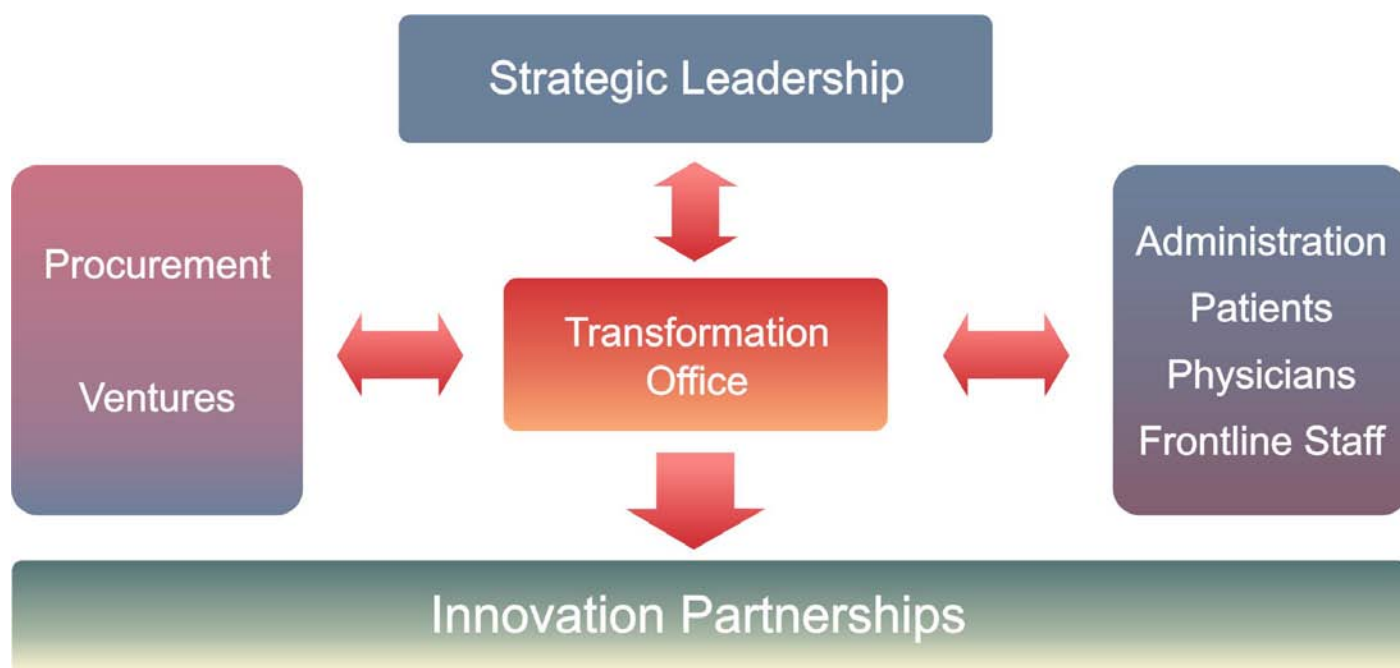 Strategic Leadership
Procurement
Ventures
Transformation
Office
Administration
Patients
Physicians
Frontline Staff
Innovation Partnerships